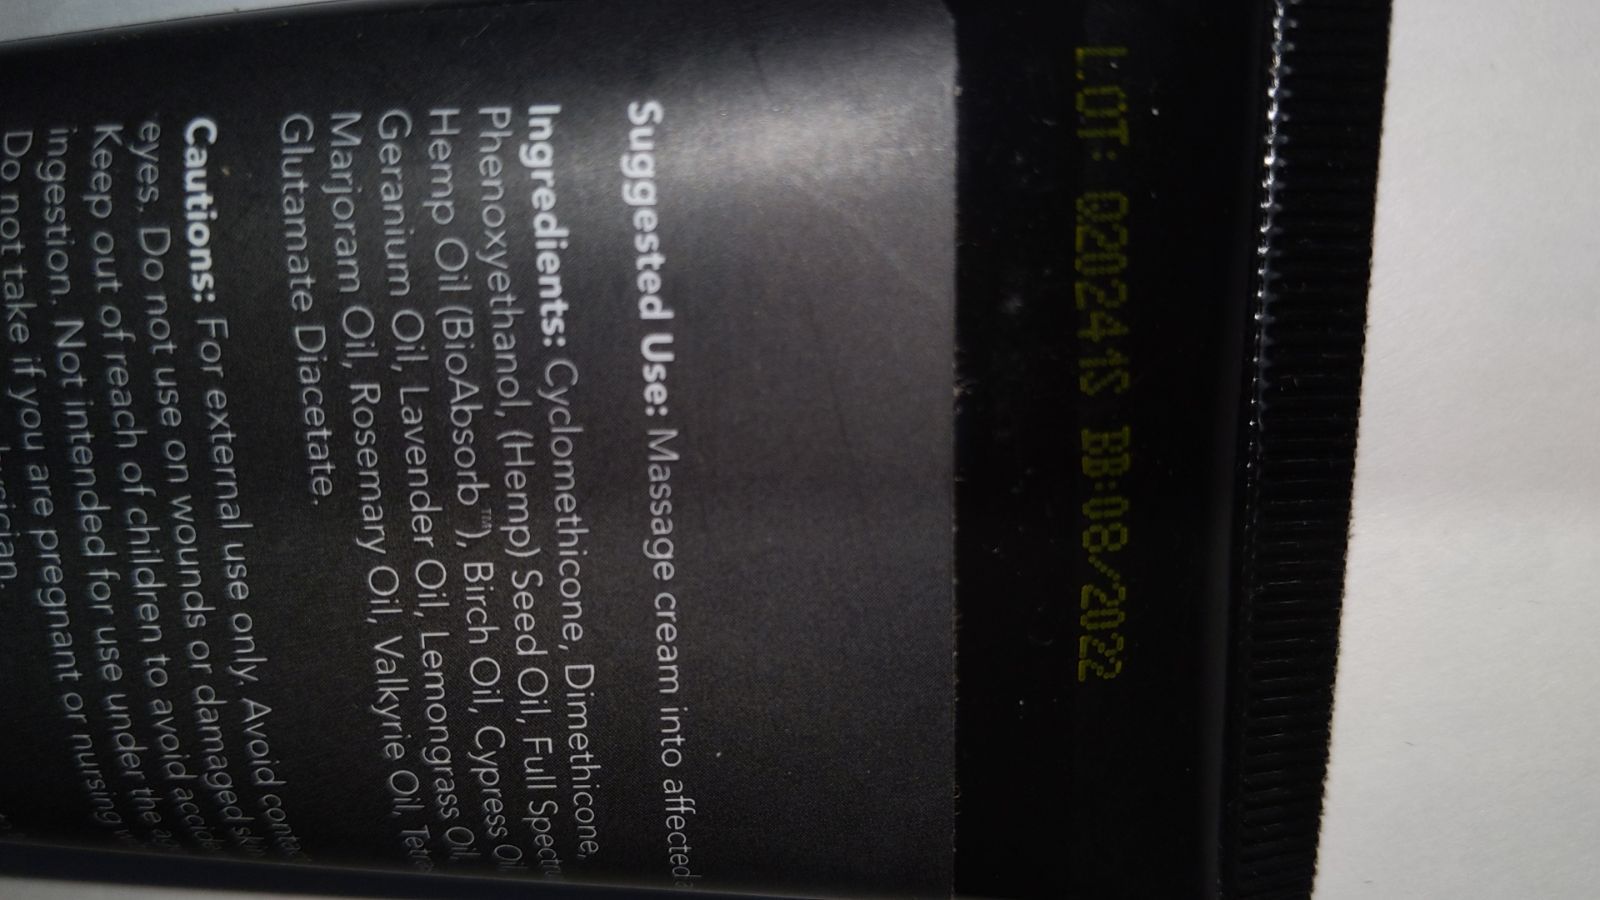 LOT: Q20241S BB:08/2022
Suggested Use: Massage cream into affected
Ingredients: Cyclomethicone, Dimethicone,
Phenoxyethanol, (Hemp) Seed Oil, Full
Hemp Oil (BioAbsorb™), Birch Oil, Cypress Oil,
Geranium Oil, Lavender Oil, Lemongrass Oil,
Marjoram Oil, Rosemary Oil, Valkyrie Oil,
Glutamate Diacetate.
Cautions: For external use only. Avoid
eyes. Do not use on wounds or damaged
Keep out of reach of children to avoid
ingestion. Not intended for use under the
Do not take if you are pregnant or nursing